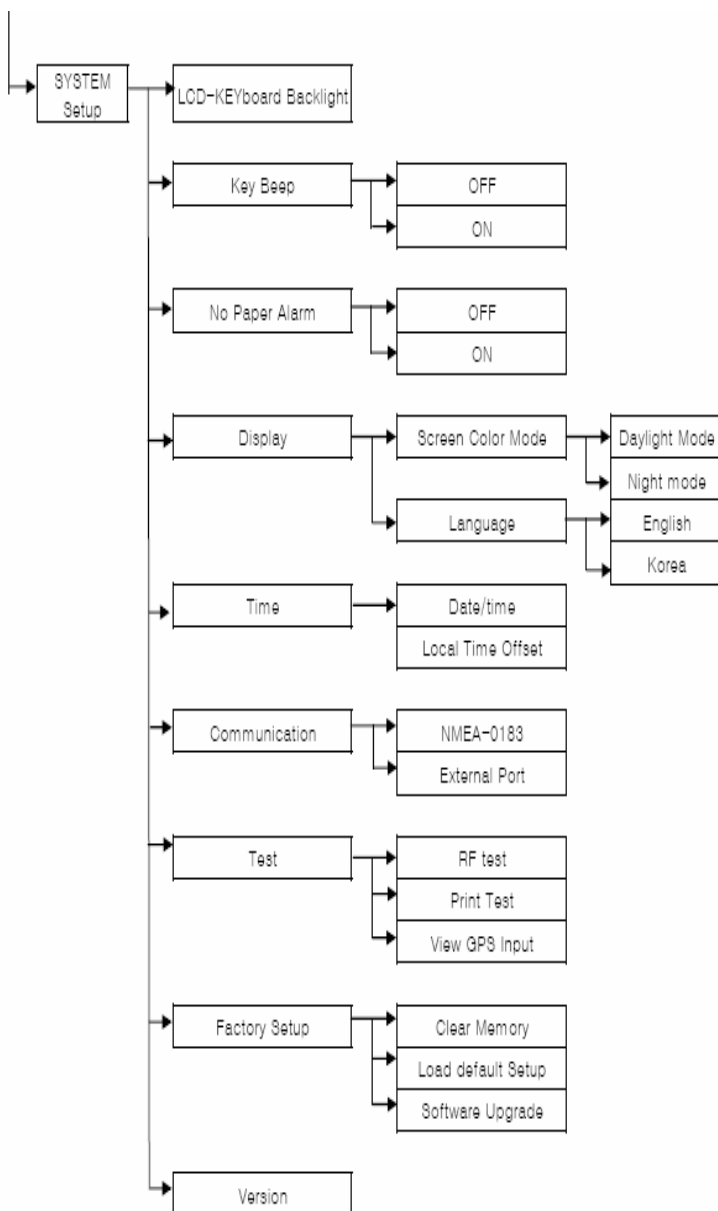 SYSTEM
Setup
LCD-KEYboard Backlight
Key Beep
OFF
ON
No Paper Alarm
OFF
ON
Display
Screen Color Mode
Daylight Mode
Night mode
Language
English
Korea
Time
Date/time
Local Time Offset
Communication
NMEA-0183
External Port
Test
RF test
Print Test
View GPS Input
Factory Setup
Clear Memory
Load default Setup
Software Upgrade
Version